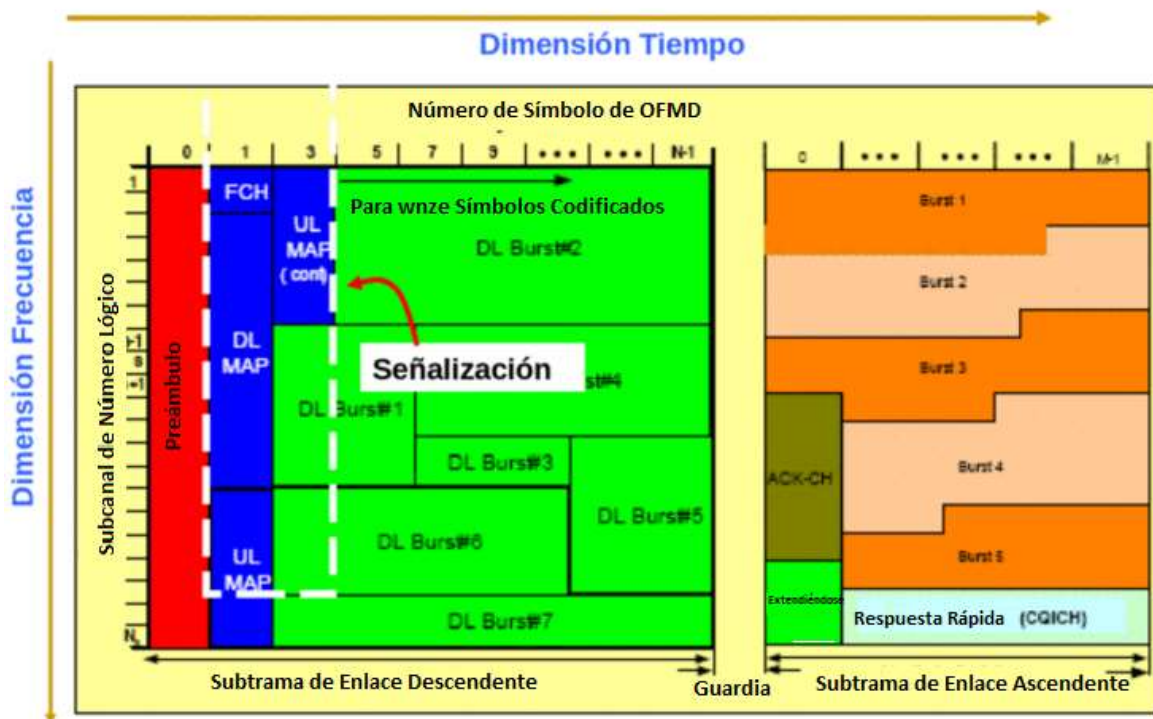 Dimensión Tiempo
Dimensión Frecuencia
Número de Símbolo de OFMD
0 1 3 5 7 9 N-1
0 M-1
1
FCH
UL
MAP
(cont)
Para wnze Símbolos Codificados
DL Burst#2
Burst 1
Burst 2
Subcanal de Número Lógico
Preámbulo
DL
MAP
Señalización
Burst 3
DL Burs#1
DL Burs#3
ACK-CH
Burst 4
DL Burs#5
DL Burs#6
UL
MAP
Burst 5
Extendiéndose
DL Burs#7
Respuesta Rápida (CQICH)
Subtrama de Enlace Descendente
Guardia
Subtrama de Enlace Ascendente